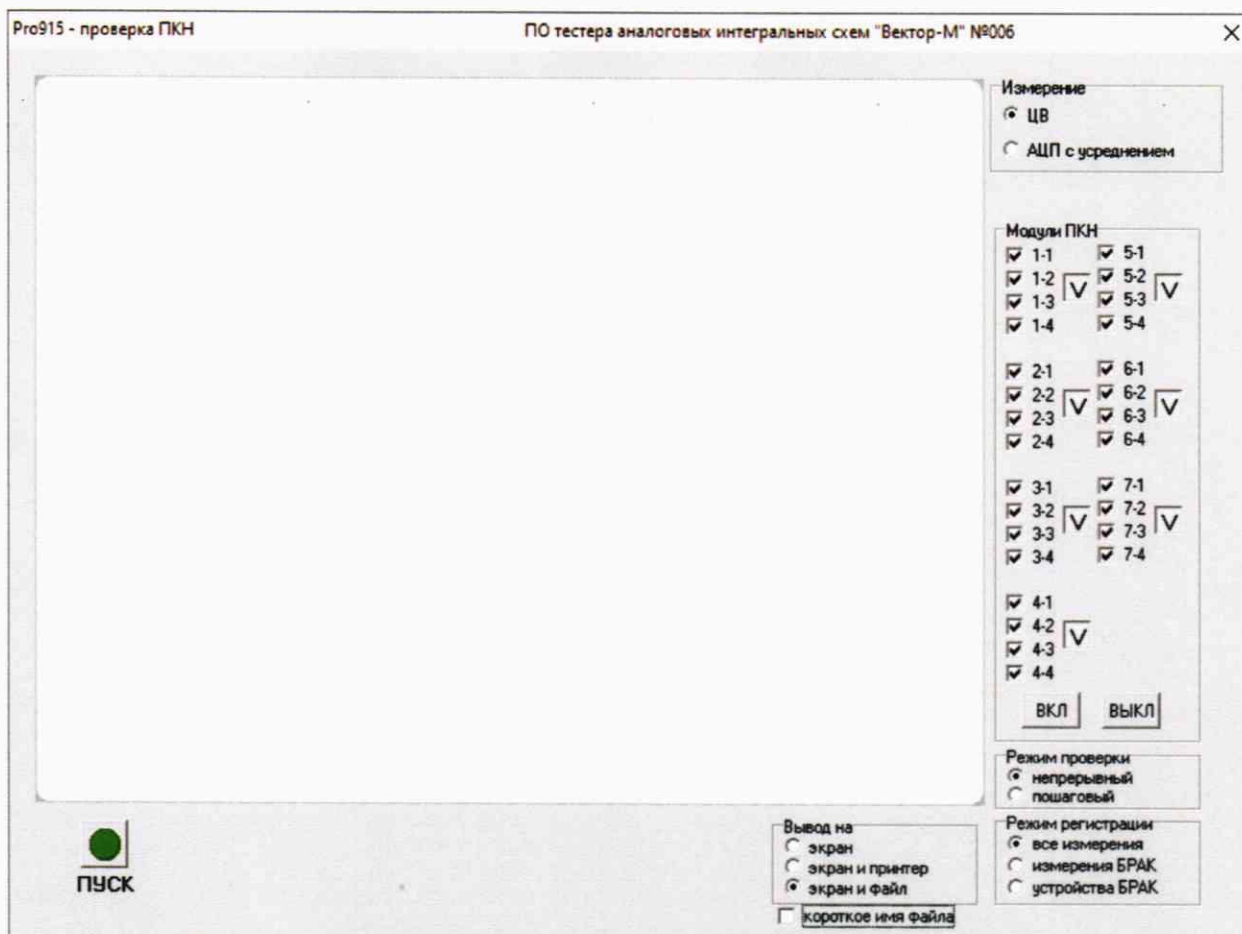 Pro915 - проверка ПКН
ПО тестера аналоговых интегральных схем "Вектор-М" №006
Измерение
ЦВ
АЦП с усреднением
Модули ПКН
1-1 5-1
1-2 5-2
1-3 5-3
1-4 5-4
2-1 6-1
2-2 6-2
2-3 6-3
2-4 6-4
3-1 7-1
3-2 7-2
3-3 7-3
3-4 7-4
4-1
4-2
4-3
4-4
ВКЛ ВЫКЛ
Режим проверки
непрерывный
пошаговый
ПУСК
Вывод на
экран
экран и принтер
экран и файл
короткое имя файла
Режим регистрации
все измерения
измерения БРАК
устройства БРАК